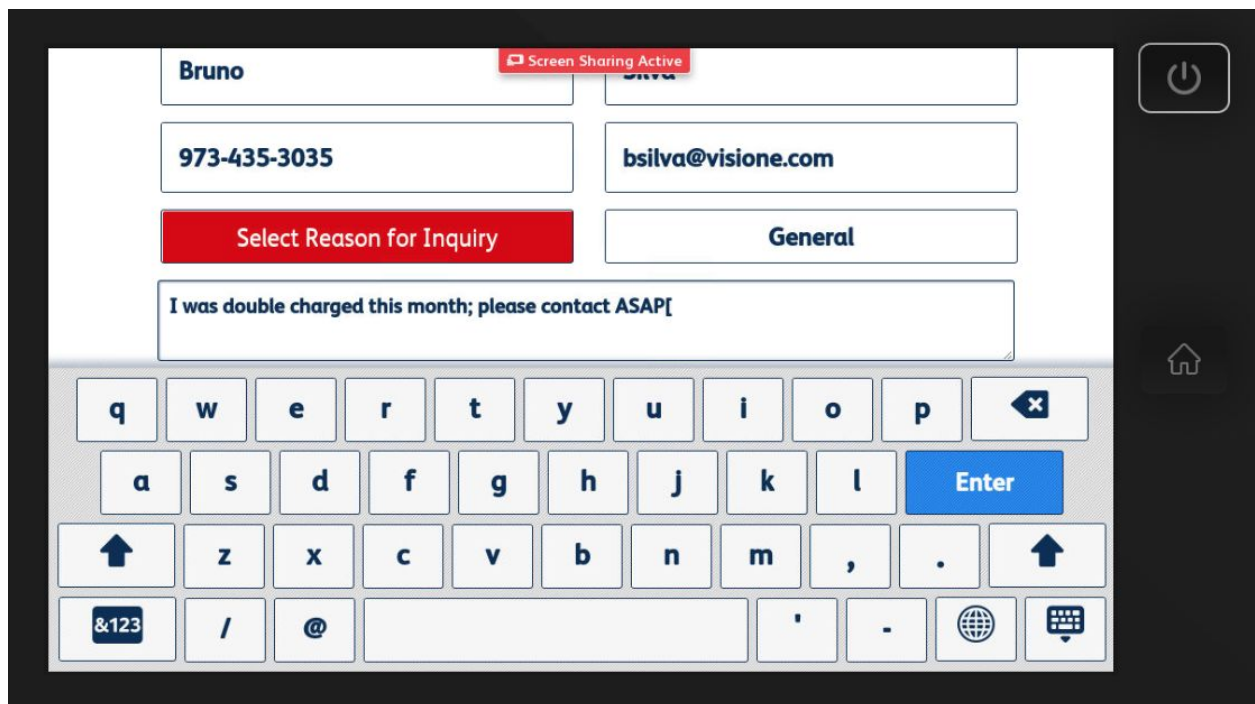 Screen Sharing Active
Bruno
973-435-3035
bsilva@visione.com
Select Reason for Inquiry
General
I was double charged this month; please contact ASAP[
q w e r t y u i o p
a s d f g h j k l Enter
z x c v b n m , .
&123 / @ ' -